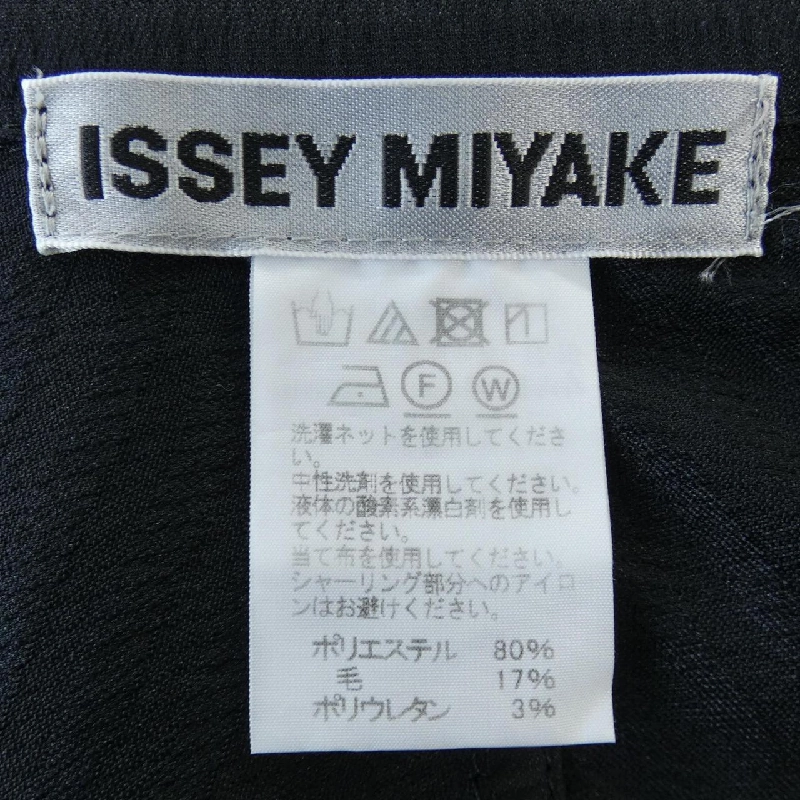 ISSEY MIYAKE
F W
洗濯ネットを使用してくださ
い。
中性洗剤を使用してください。
液体の酸素系漂白剤を使用し
てください。
当て布を使用してください。
シャーリング部分へのアイロ
ンはお避けください。
ポリエステル 80%
毛 17%
ポリウレタン 3%